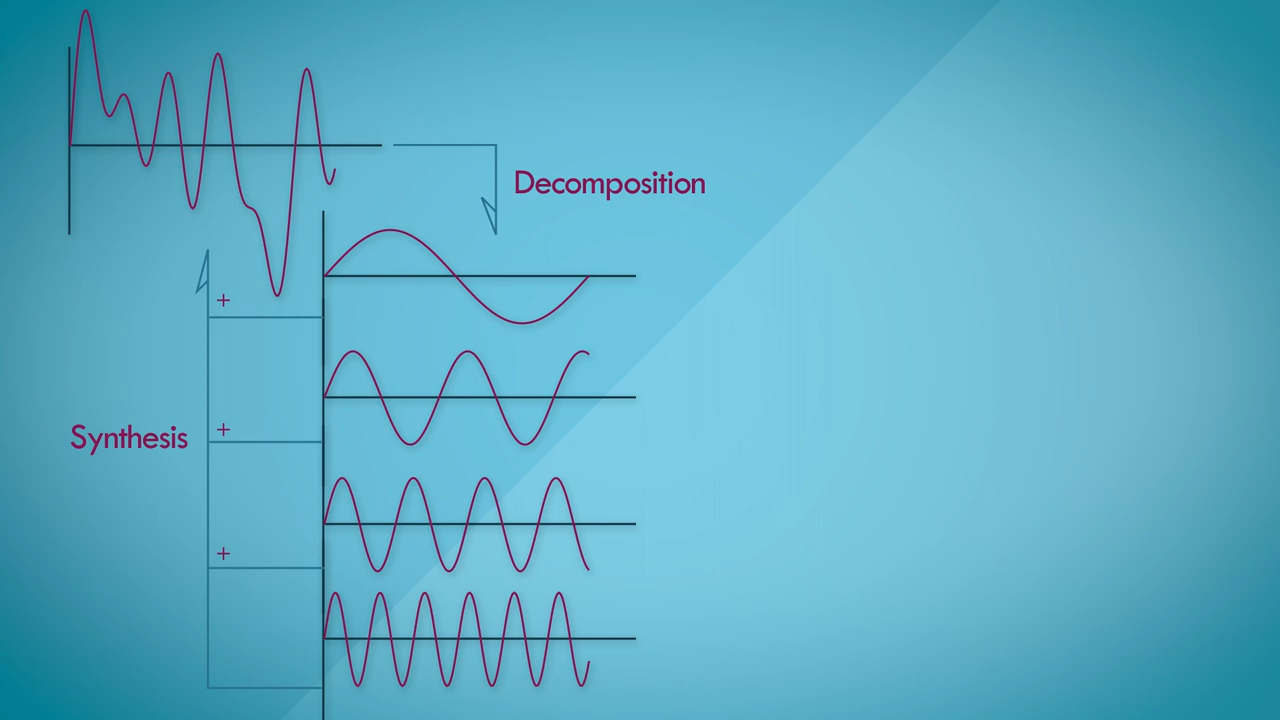 Decomposition
+
Synthesis
+
+